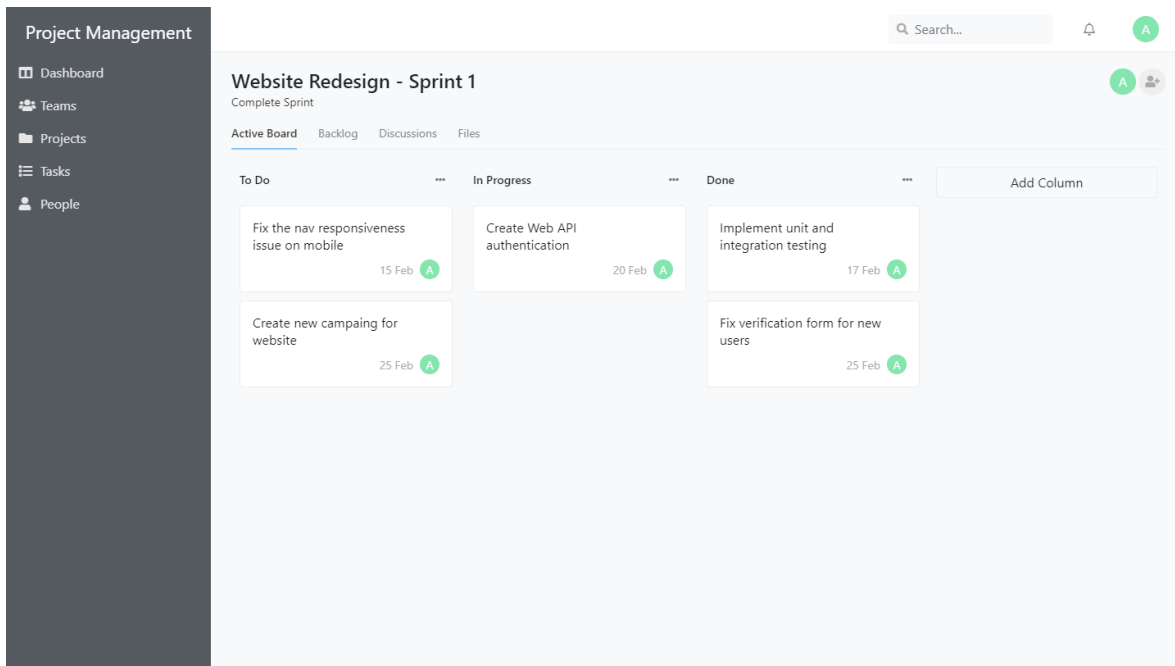 Project Management
Search...
A
Dashboard
Teams
Projects
Tasks
People
Website Redesign - Sprint 1
Complete Sprint
A
Active Board
Backlog
Discussions
Files
To Do
Fix the nav responsiveness
issue on mobile
15 Feb
A
Create new campaing for
website
25 Feb
A
In Progress
Create Web API
authentication
20 Feb
A
Done
Implement unit and
integration testing
17 Feb
A
Fix verification form for new
users
25 Feb
A
Add Column